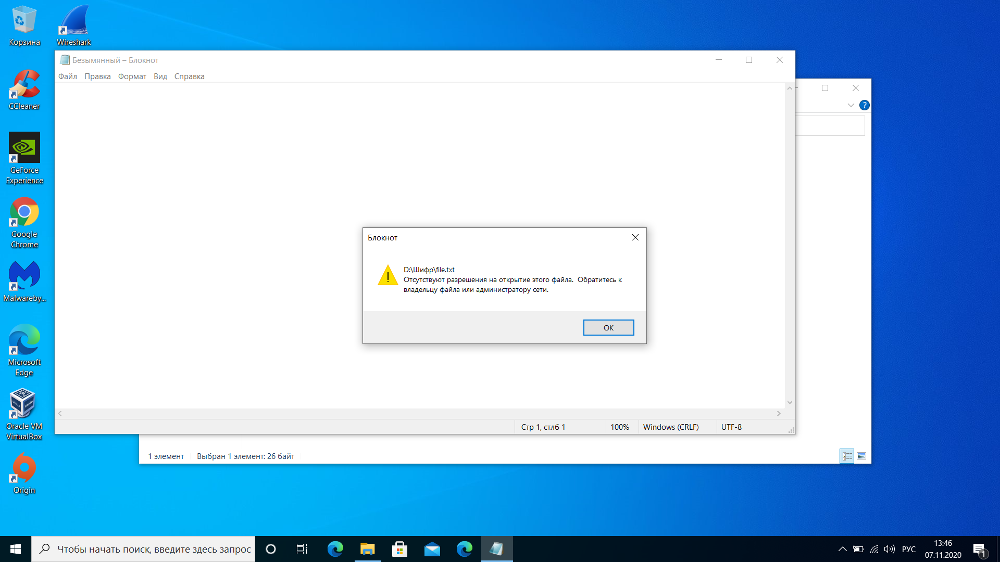 Корзина
Wireshark
CCleaner
GeForce
Experience
Google
Chrome
Malwareby...
Microsoft
Edge
Oracle VM
VirtualBox
Origin
Безымянный – Блокнот
Файл Правка Формат Вид Справка
?
Блокнот
D:\Шифр\file.txt
Отсутствуют разрешения на открытие этого файла. Обратитесь к
владельцу файла или администратору сети.
ОК
Стр 1, стлб 1 100% Windows (CRLF) UTF-8
1 элемент Выбран 1 элемент: 26 байт
Чтобы начать поиск, введите здесь запрос
РУС
13:46
07.11.2020
1